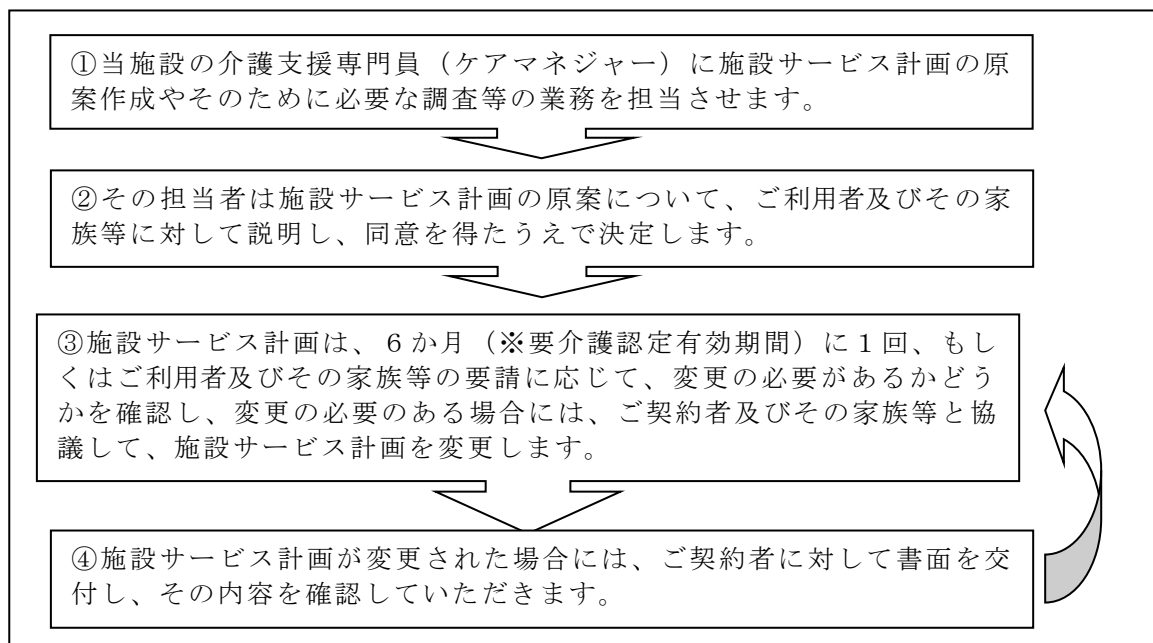 ①当施設の介護支援専門員（ケアマネジャー）に施設サービス計画の原
案作成やそのために必要な調査等の業務を担当させます。
②その担当者は施設サービス計画の原案について、ご利用者及びその家
族等に対して説明し、同意を得たうえで決定します。
③施設サービス計画は、６か月（※要介護認定有効期間）に１回、もし
くはご利用者及びその家族等の要請に応じて、変更の必要があるかどう
かを確認し、変更の必要のある場合には、ご契約者及びその家族等と協
議して、施設サービス計画を変更します。
④施設サービス計画が変更された場合には、ご契約者に対して書面を交
付し、その内容を確認していただきます。